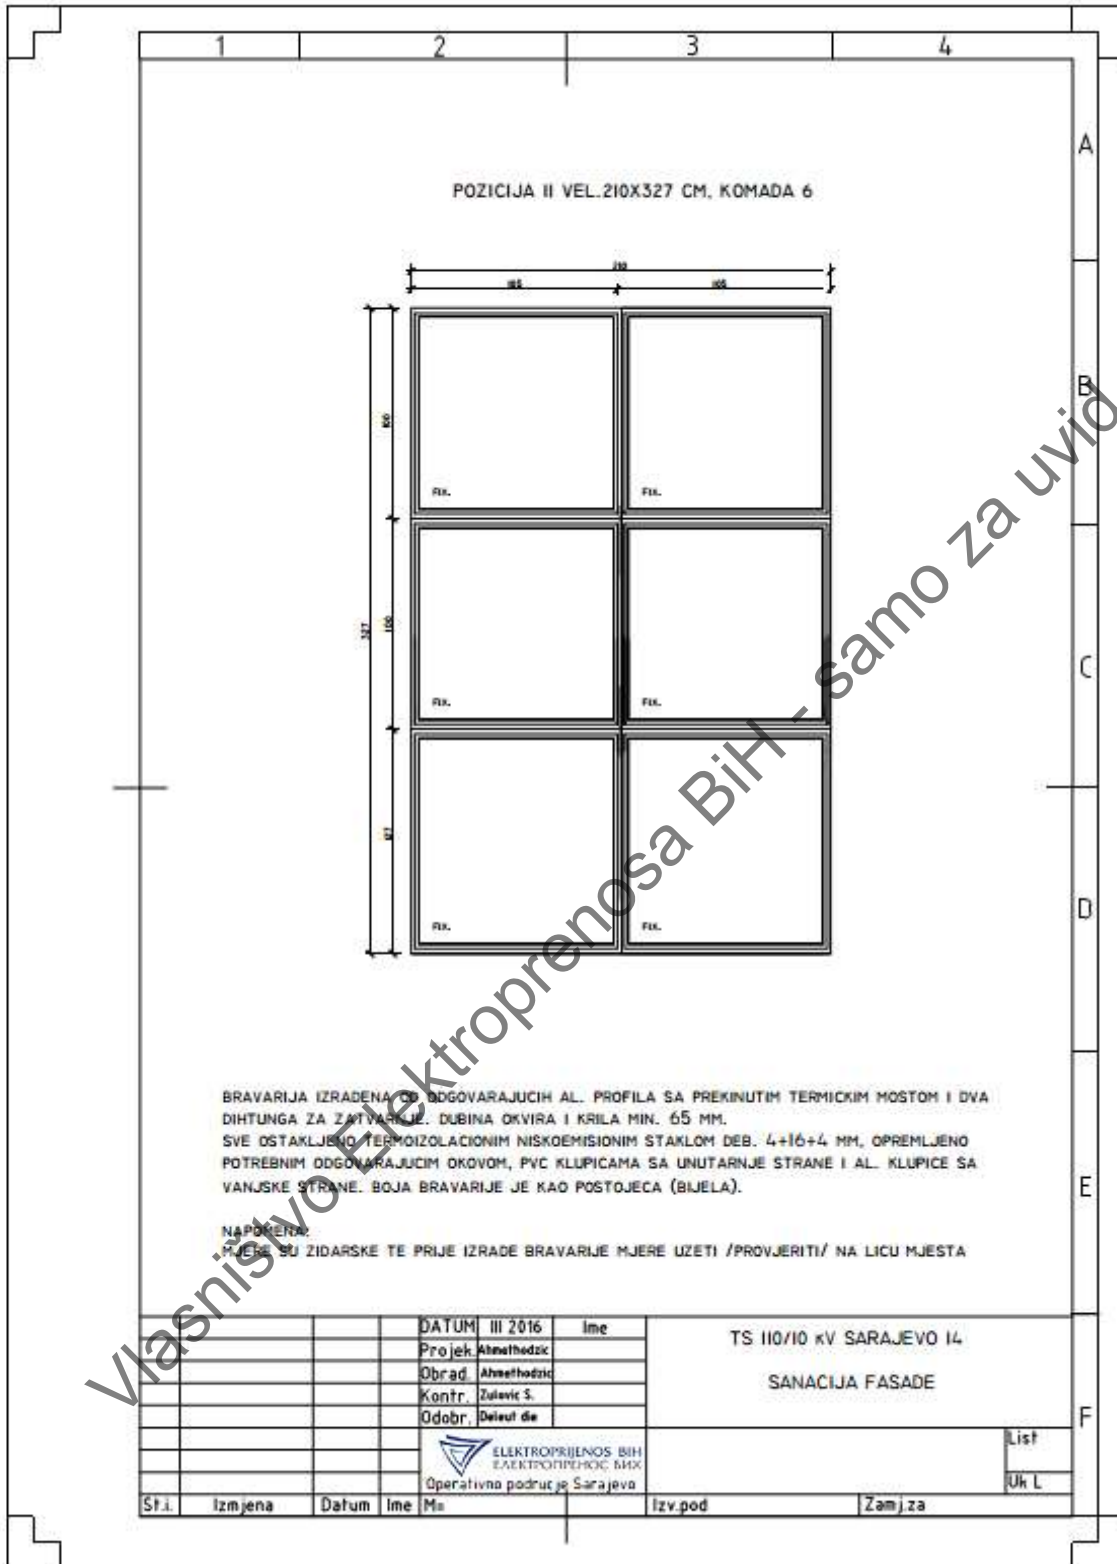 1 2 3 4
A
B
C
D
E
F
POZICIJA II VEL.210X327 CM, KOMADA 6
210
105 105
100
100
127
327
Fix. Fix.
Fix. Fix.
Fix. Fix.
BRAVARIJA IZRADENA OD ODGOVARAJUCIH AL. PROFILA SA PREKINUTIM TERMICKIM MOSTOM I DVA
DIHTUNGA ZA ZATVARANJE. DUBINA OKVIRA I KRILA MIN. 65 MM.
SVE OSTAKLJENO TERMOIZOLACIONIM NISKOEMISIONIM STAKLOM DEB. 4+16+4 MM, OPREMLJENO
POTREBNIM ODGOVARAJUCIM OKOVOM, PVC KLUPICAMA SA UNUTARNJE STRANE I AL. KLUPICE SA
VANJSKE STRANE. BOJA BRAVARIJE JE KAO POSTOJECA (BIJELA).
NAPOMENA:
MJERE SU ZIDARSKE TE PRIJE IZRADE BRAVARIJE MJERE UZETI /PROVJERITI/ NA LICU MJESTA
Vlasništvo Elektroprenosa BiH - samo za uvid
DATUM III 2016 Ime
Projek. Ahmethodzic
Obrad. Ahmethodzic
Kontr. Zulovic S.
Odobr. Deleut die
TS 110/10 kV SARAJEVO 14
SANACIJA FASADE
ELEKTROPRIJENOS BIH
ЕЛЕКТРОПРЕНОС БИХ
Operativno podrucje Sarajevo
List
Uk L
St.i. Izmjena Datum Ime M= Izv.pod Zamj.za